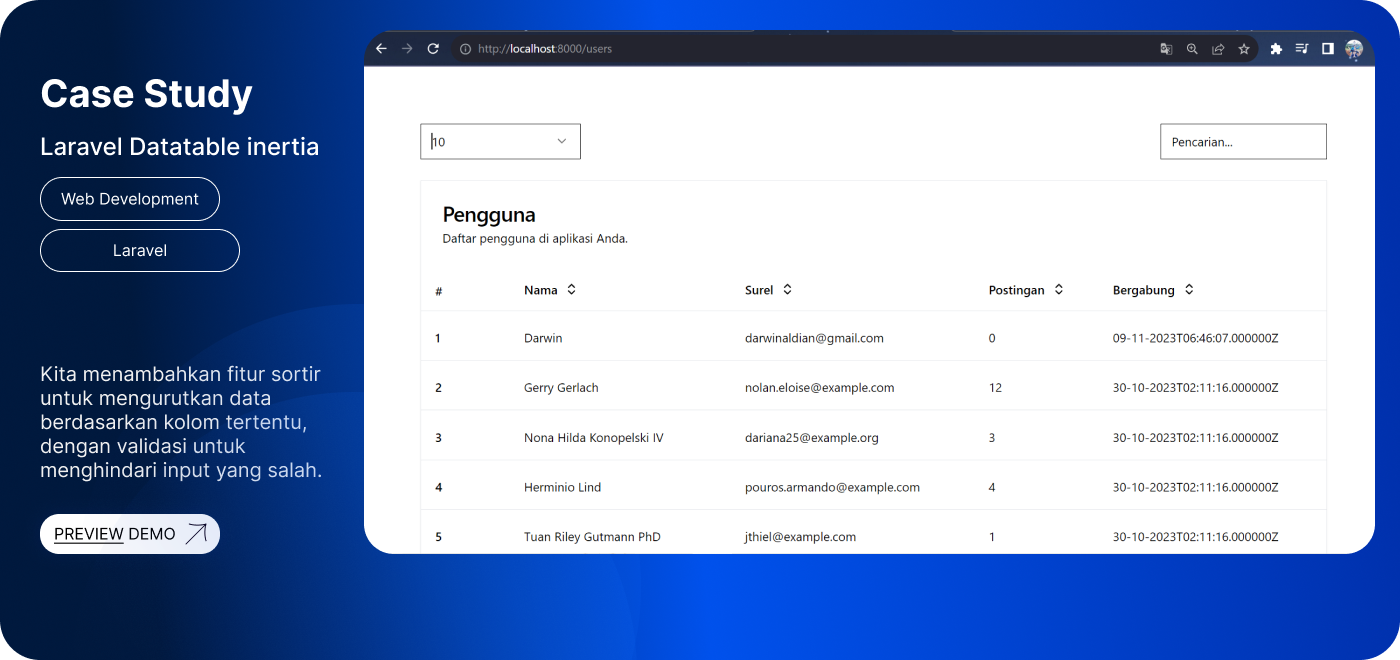 Case Study
Laravel Datatable inertia
Web Development
Laravel
Kita menambahkan fitur sortir
untuk mengurutkan data
berdasarkan kolom tertentu,
dengan validasi untuk
menghindari input yang salah.
PREVIEW DEMO
http://localhost:8000/users
10
Pencarian...
Pengguna
Daftar pengguna di aplikasi Anda.
# Nama Surel Postingan Bergabung
1 Darwin darwinaldian@gmail.com 0 09-11-2023T06:46:07.000000Z
2 Gerry Gerlach nolan.eloise@example.com 12 30-10-2023T02:11:16.000000Z
3 Nona Hilda Konopelski IV dariana25@example.org 3 30-10-2023T02:11:16.000000Z
4 Herminio Lind pouros.armando@example.com 4 30-10-2023T02:11:16.000000Z
5 Tuan Riley Gutmann PhD jthiel@example.com 1 30-10-2023T02:11:16.000000Z